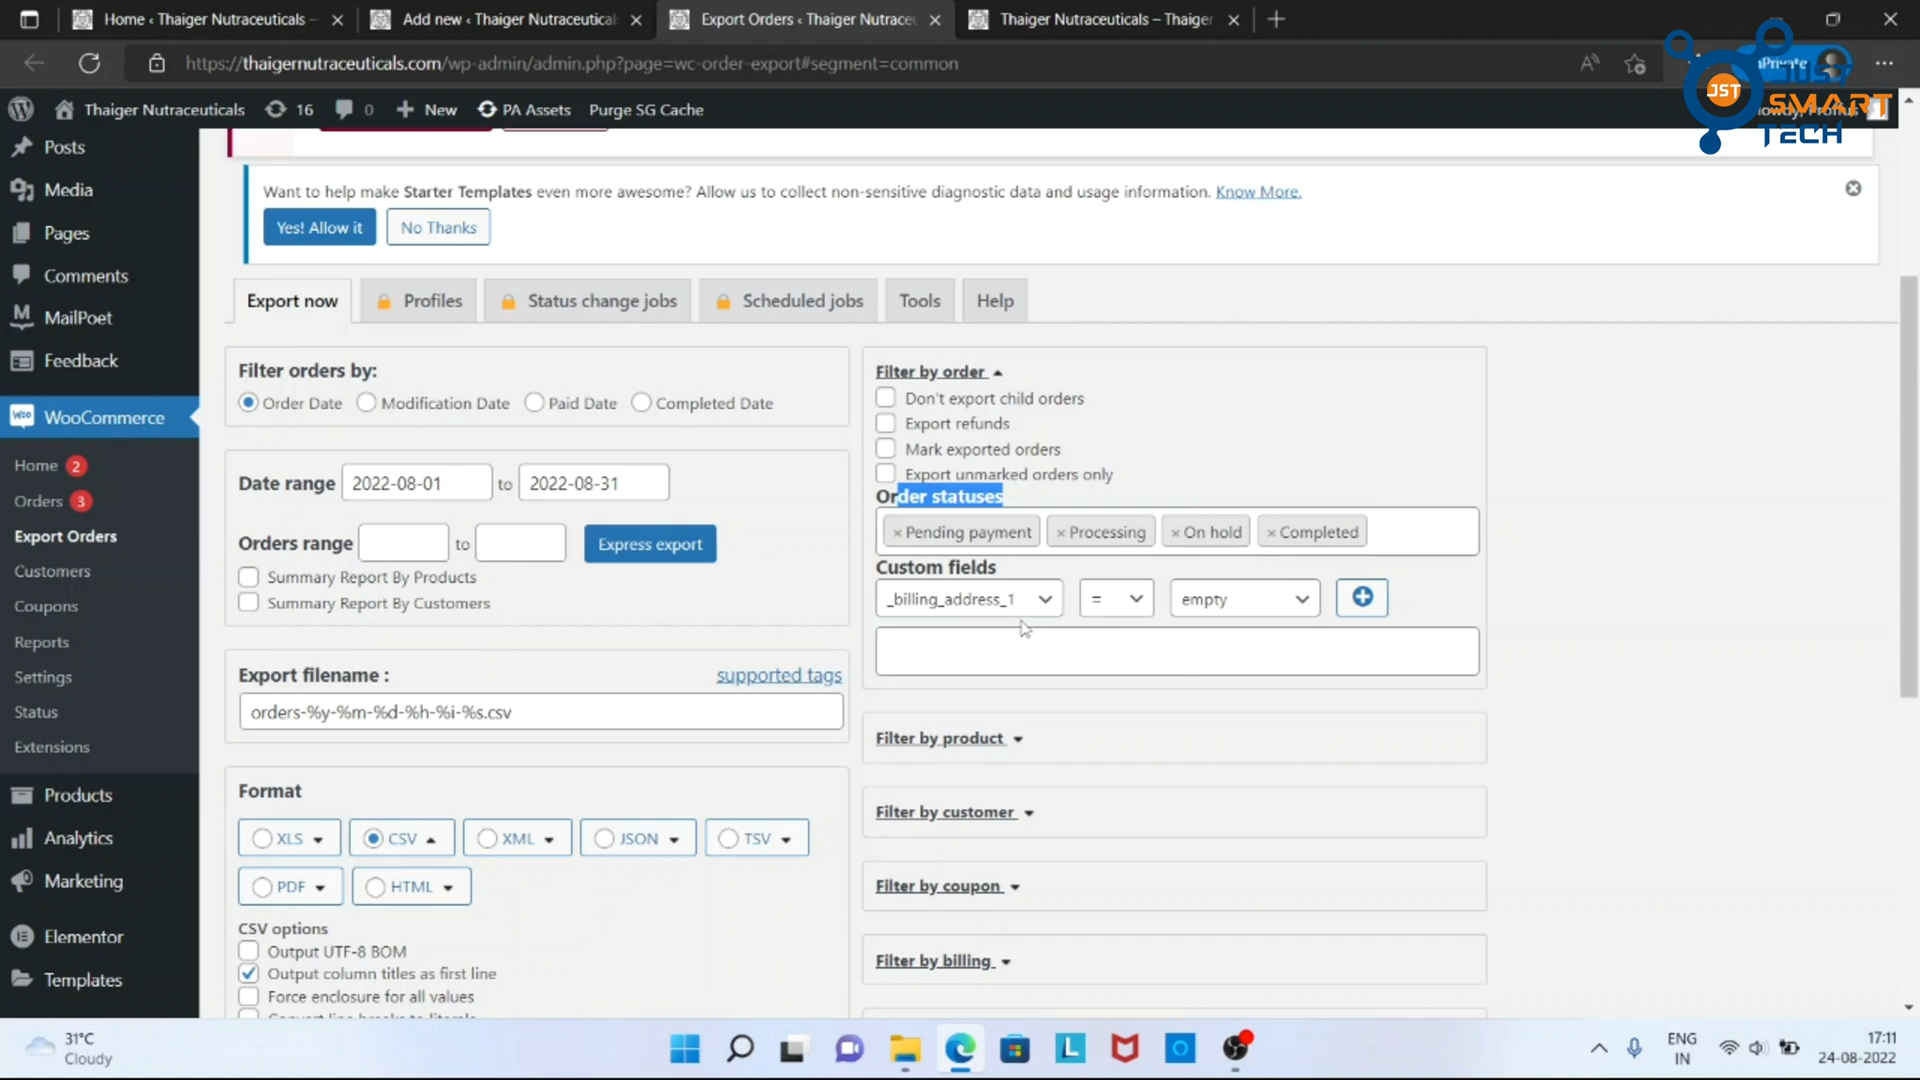 Home ‹ Thaiger Nutraceuticals –
Add new ‹ Thaiger Nutraceutical
Export Orders ‹ Thaiger Nutrace
Thaiger Nutraceuticals – Thaiger
https://thaigernutraceuticals.com/wp-admin/admin.php?page=wc-order-export#segment=common
JST
SMART
TECH
Thaiger Nutraceuticals
16
0
New
PA Assets
Purge SG Cache
Posts
Media
Pages
Comments
MailPoet
Feedback
WooCommerce
Home 2
Orders 3
Export Orders
Customers
Coupons
Reports
Settings
Status
Extensions
Products
Analytics
Marketing
Elementor
Templates
Want to help make Starter Templates even more awesome? Allow us to collect non-sensitive diagnostic data and usage information. Know More.
Yes! Allow it
No Thanks
Export now
Profiles
Status change jobs
Scheduled jobs
Tools
Help
Filter orders by:
Order Date
Modification Date
Paid Date
Completed Date
Date range 2022-08-01 to 2022-08-31
Orders range to
Express export
Summary Report By Products
Summary Report By Customers
Export filename :
supported tags
orders-%y-%m-%d-%h-%i-%s.csv
Format
XLS
CSV
XML
JSON
TSV
PDF
HTML
CSV options
Output UTF-8 BOM
Output column titles as first line
Force enclosure for all values
Convert line breaks to literals
Filter by order
Don't export child orders
Export refunds
Mark exported orders
Export unmarked orders only
Order statuses
× Pending payment
× Processing
× On hold
× Completed
Custom fields
_billing_address_1
=
empty
Filter by product
Filter by customer
Filter by coupon
Filter by billing
31°C
Cloudy
ENG
IN
17:11
24-08-2022